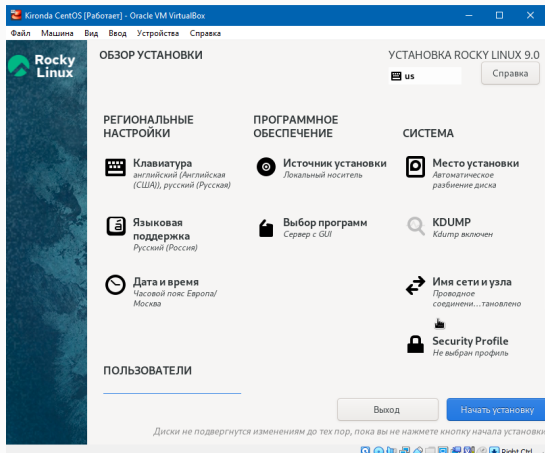 Kironda CentOS [Работает] - Oracle VM VirtualBox
Файл Машина Вид Ввод Устройства Справка
Rocky
Linux
ОБЗОР УСТАНОВКИ
УСТАНОВКА ROCKY LINUX 9.0
us
Справка
РЕГИОНАЛЬНЫЕ
НАСТРОЙКИ
Клавиатура
английский (Английская
(США)), русский (Русская)
Языковая
поддержка
Русский (Россия)
Дата и время
Часовой пояс Европа/
Москва
ПРОГРАММНОЕ
ОБЕСПЕЧЕНИЕ
Источник установки
Локальный носитель
Выбор программ
Сервер с GUI
СИСТЕМА
Место установки
Автоматическое
разбиение диска
KDUMP
Kdump включен
Имя сети и узла
Проводное
соединени...тановлено
Security Profile
Не выбран профиль
ПОЛЬЗОВАТЕЛИ
Выход
Начать установку
Диски не подвергнутся изменениям до тех пор, пока вы не нажмете кнопку начала установки
Right Ctrl